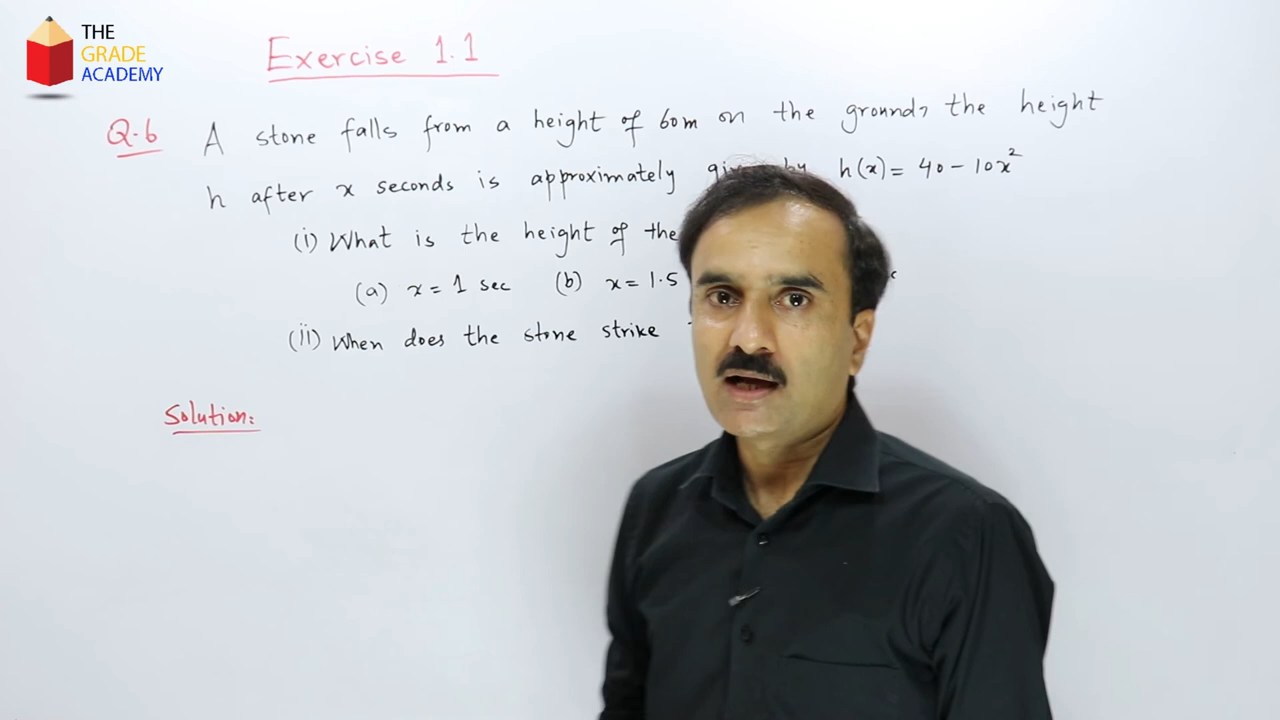 THE
GRADE
ACADEMY
Exercise 1.1
Q.6 A stone falls from a height of 60m on the ground, the height
h after x seconds is approximately by h(x) = 40 - 10x²
(i) What is the height of the
(a) x = 1 sec (b) x = 1.5
(ii) When does the stone strike
Solution: